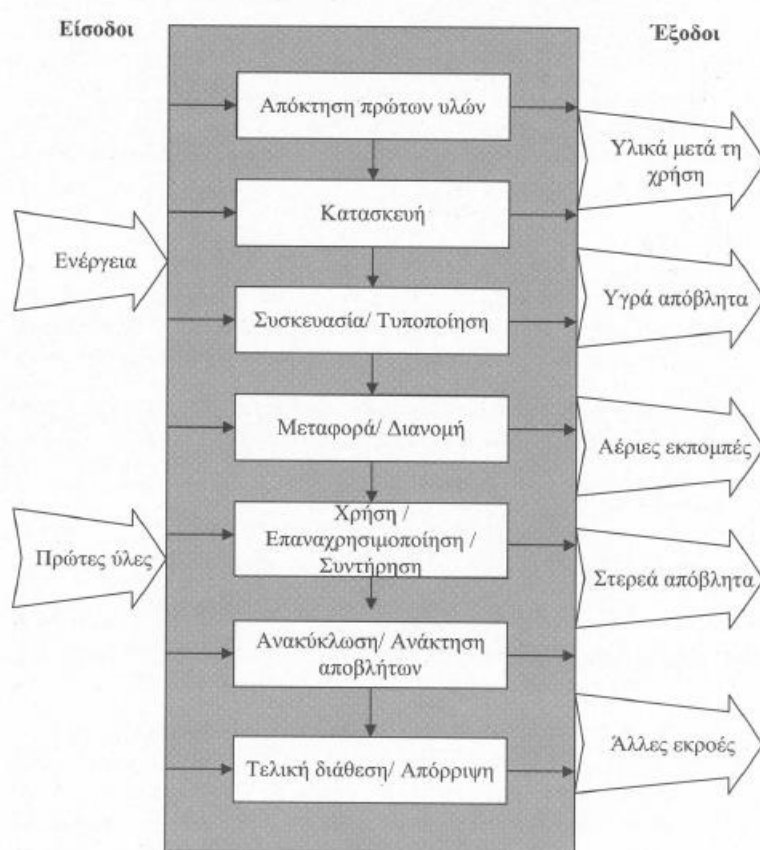 Είσοδοι
Έξοδοι
Απόκτηση πρώτων υλών
Κατασκευή
Συσκευασία/ Τυποποίηση
Μεταφορά/ Διανομή
Χρήση /
Επαναχρησιμοποίηση /
Συντήρηση
Ανακύκλωση/ Ανάκτηση
αποβλήτων
Τελική διάθεση/ Απόρριψη
Ενέργεια
Πρώτες ύλες
Υλικά μετά τη
χρήση
Υγρά απόβλητα
Αέριες εκπομπές
Στερεά απόβλητα
Άλλες εκροές